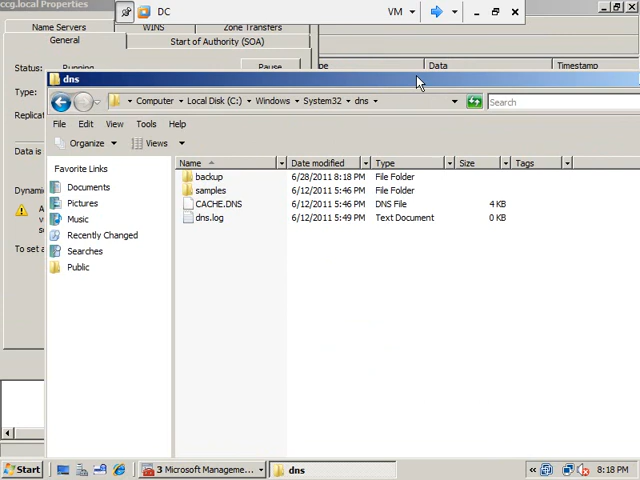 ccg.local Properties
DC
VM
Name Servers
WINS
Zone Transfers
General
Start of Authority (SOA)
Status:
Running
Pause
Data
Timestamp
Type:
Data is
Dynami
To set a
dns
Computer
Local Disk (C:)
Windows
System32
dns
Search
File
Edit
View
Tools
Help
Organize
Views
Favorite Links
Documents
Pictures
Music
Recently Changed
Searches
Public
Name
Date modified
Type
Size
Tags
backup
6/28/2011 8:18 PM
File Folder
samples
6/12/2011 5:46 PM
File Folder
CACHE.DNS
6/12/2011 5:46 PM
DNS File
4 KB
dns.log
6/12/2011 5:49 PM
Text Document
0 KB
Start
3 Microsoft Manageme...
dns
8:18 PM